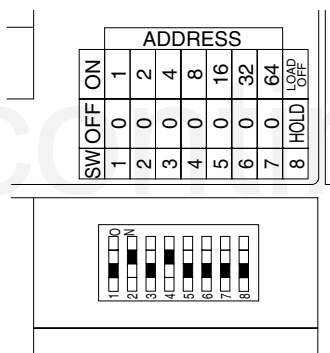 ADDRESS
ON 1 2 4 8 16 32 64 LOAD OFF
OFF 0 0 0 0 0 0 0 HOLD
SW 1 2 3 4 5 6 7 8
contin
ON
1 2 3 4 5 6 7 8